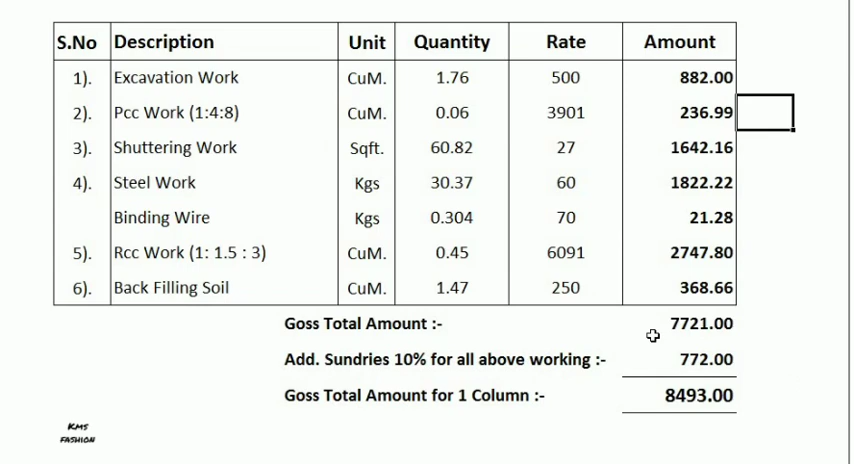 S.No Description Unit Quantity Rate Amount
1). Excavation Work CuM. 1.76 500 882.00
2). Pcc Work (1:4:8) CuM. 0.06 3901 236.99
3). Shuttering Work Sqft. 60.82 27 1642.16
4). Steel Work Kgs 30.37 60 1822.22
Binding Wire Kgs 0.304 70 21.28
5). Rcc Work (1: 1.5 : 3) CuM. 0.45 6091 2747.80
6). Back Filling Soil CuM. 1.47 250 368.66
Goss Total Amount :- 7721.00
Add. Sundries 10% for all above working :- 772.00
Goss Total Amount for 1 Column :- 8493.00
KMS
FASHION